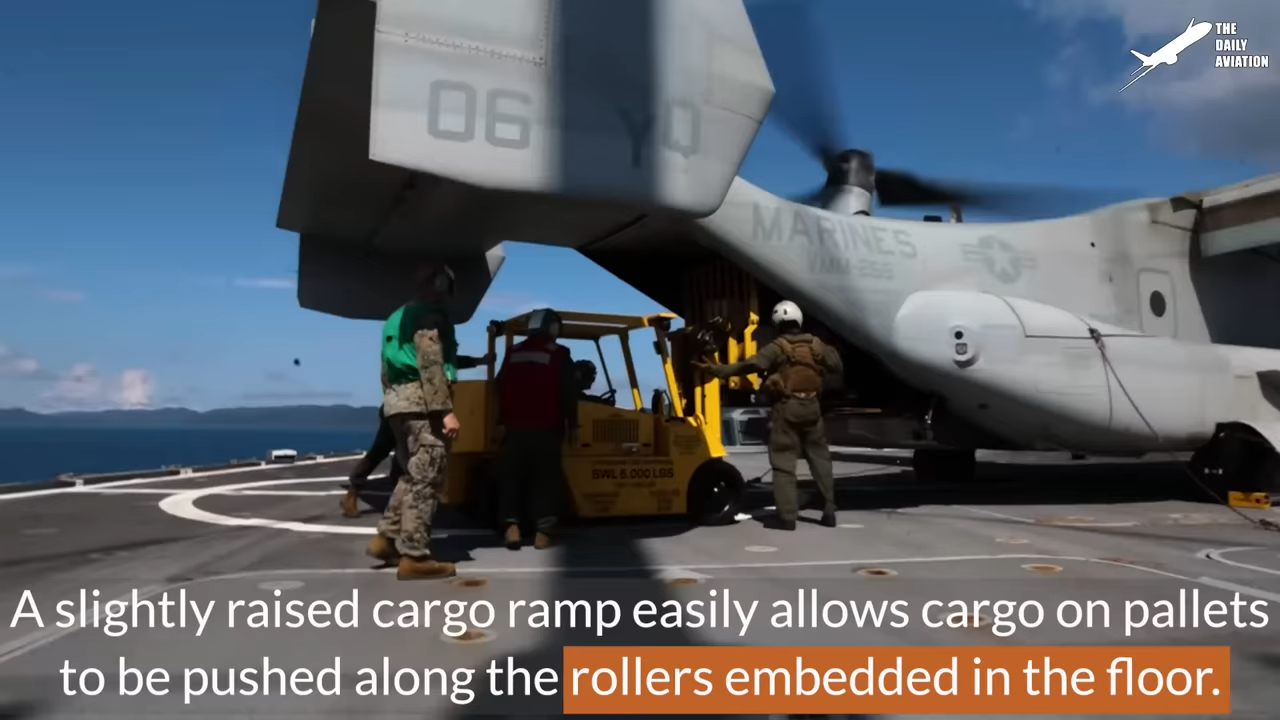 THE
DAILY
AVIATION
06 YQ
MARINES
SWL 6,000 LBS
A slightly raised cargo ramp easily allows cargo on pallets
to be pushed along the rollers embedded in the floor.